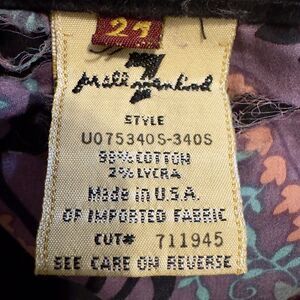 25
7
for all mankind
STYLE
U075340S-340S
98% COTTON
2% LYCRA
Made in U.S.A.
OF IMPORTED FABRIC
CUT# 711945
SEE CARE ON REVERSE